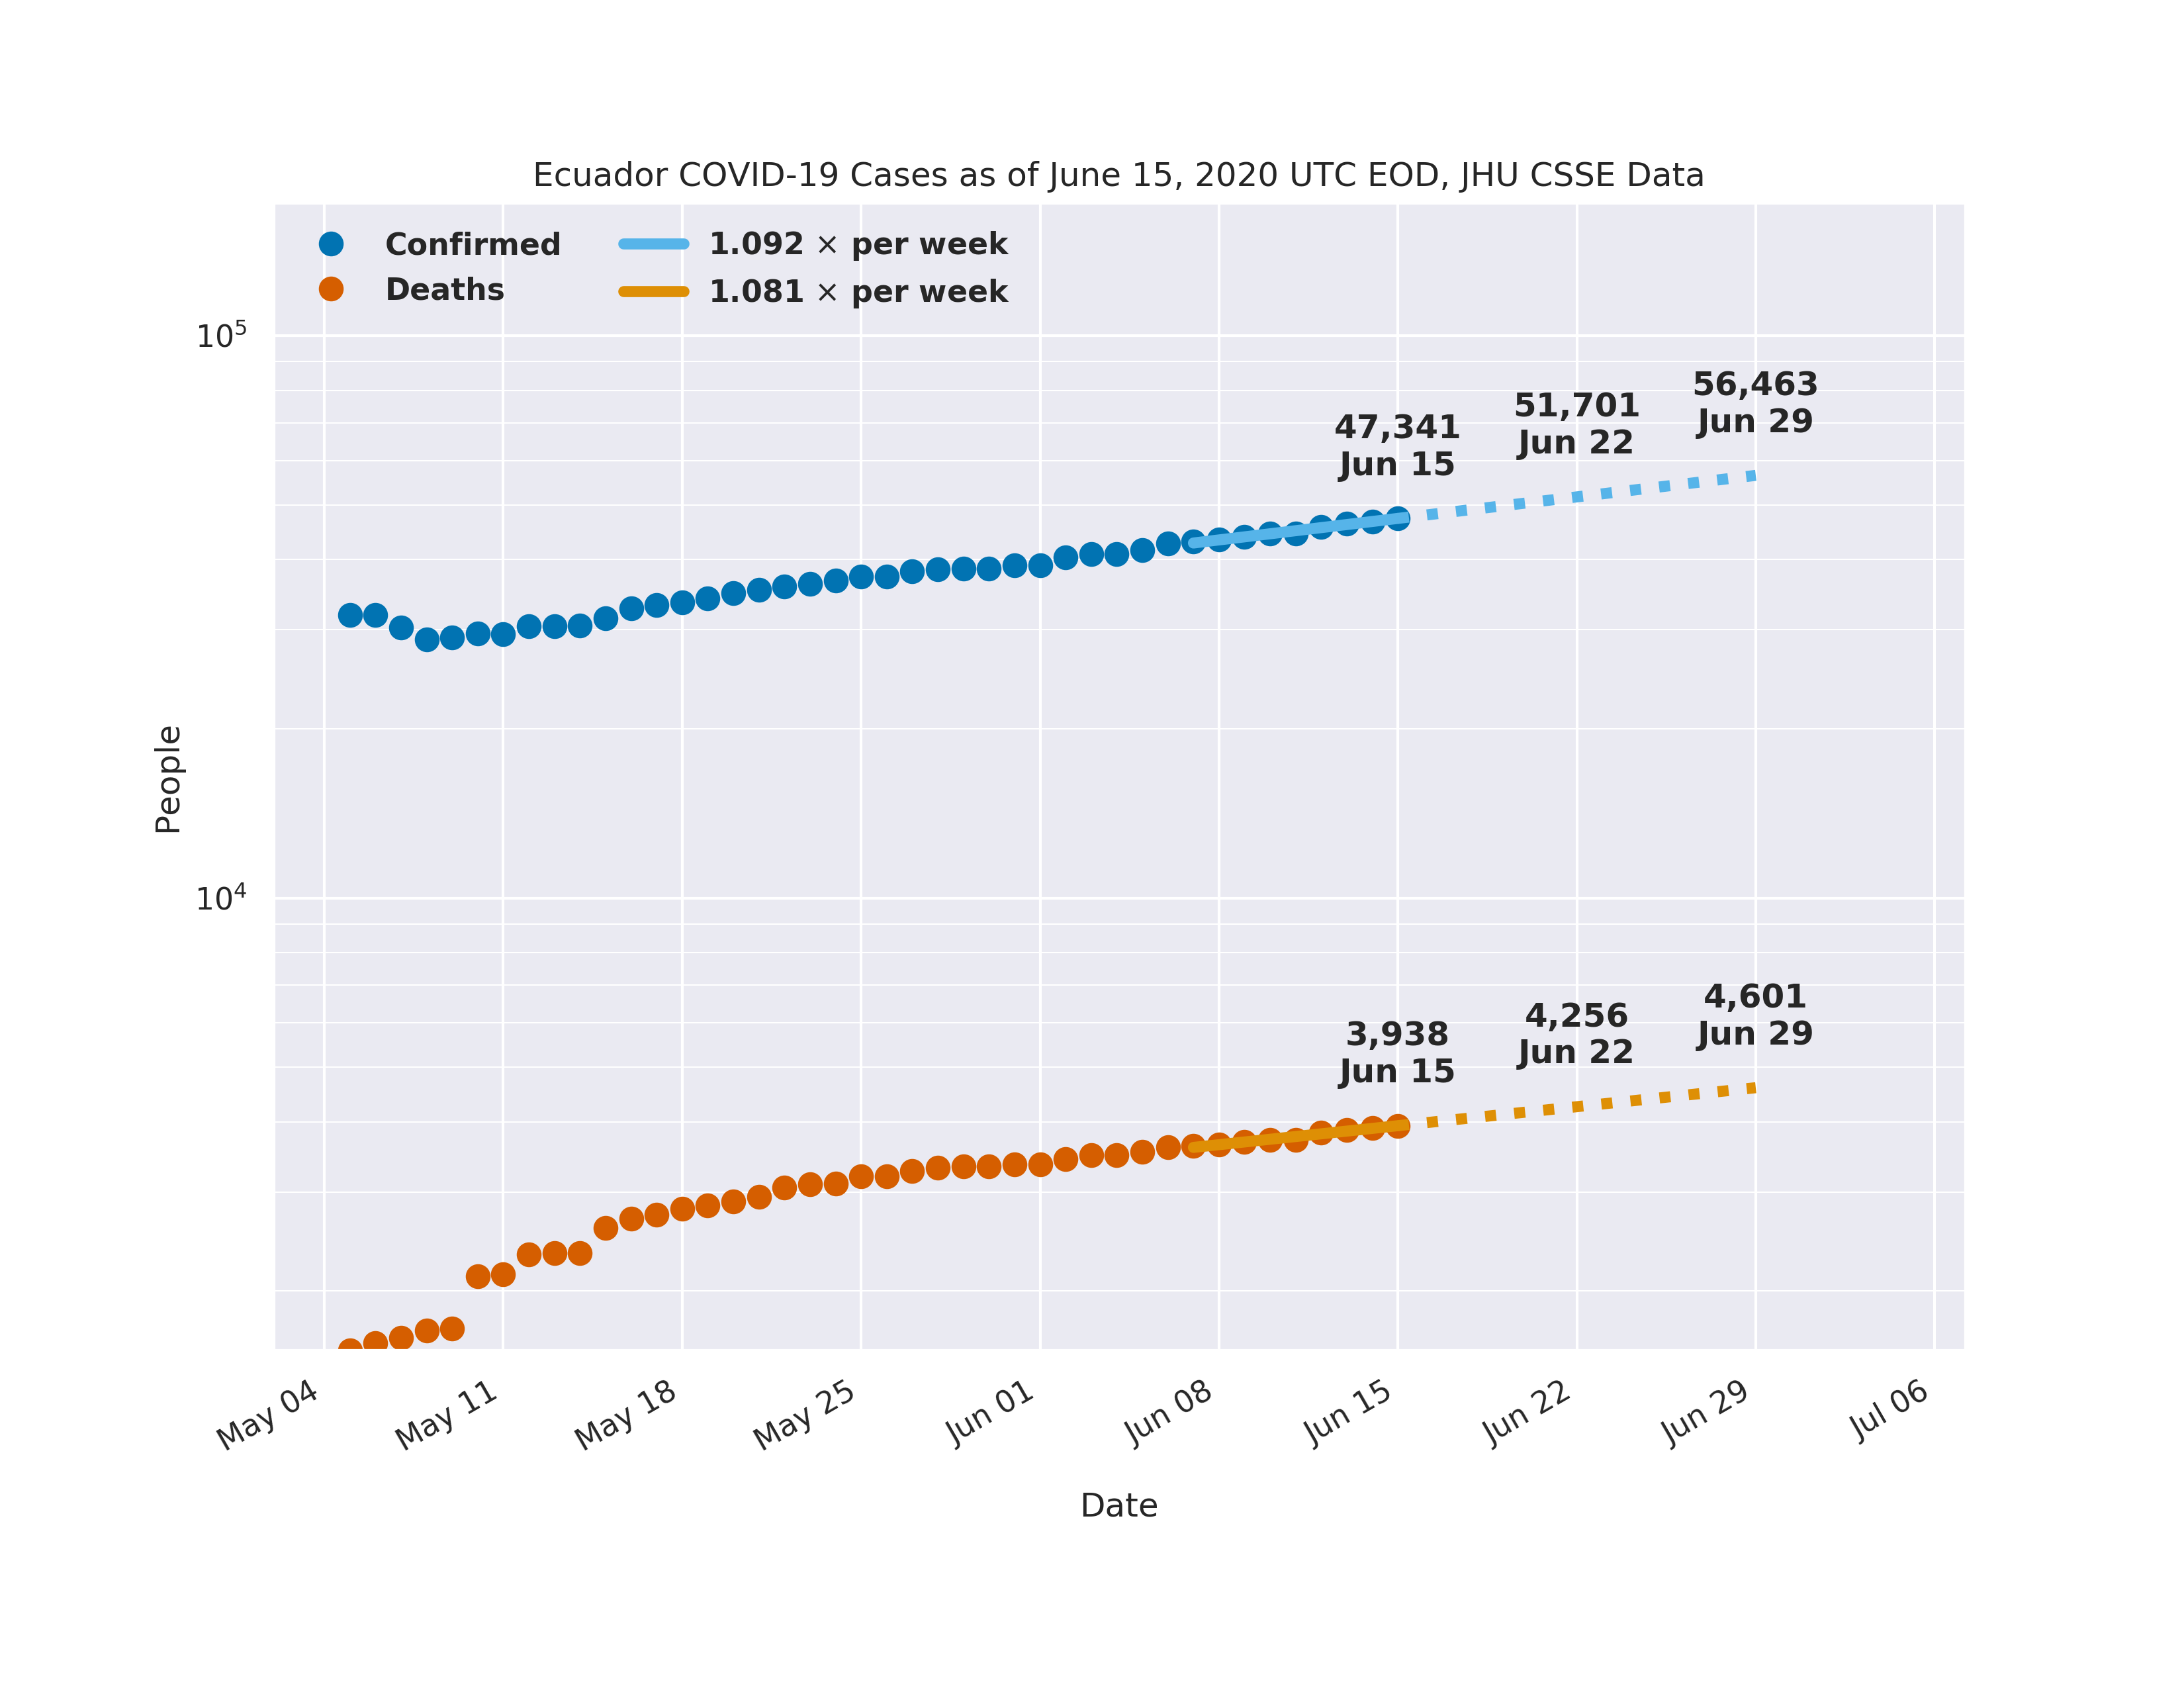 Ecuador COVID-19 Cases as of June 15, 2020 UTC EOD, JHU CSSE Data
Confirmed
Deaths
1.092 × per week
1.081 × per week
10⁵
10⁴
People
47,341
Jun 15
51,701
Jun 22
56,463
Jun 29
3,938
Jun 15
4,256
Jun 22
4,601
Jun 29
May 04
May 11
May 18
May 25
Jun 01
Jun 08
Jun 15
Jun 22
Jun 29
Jul 06
Date